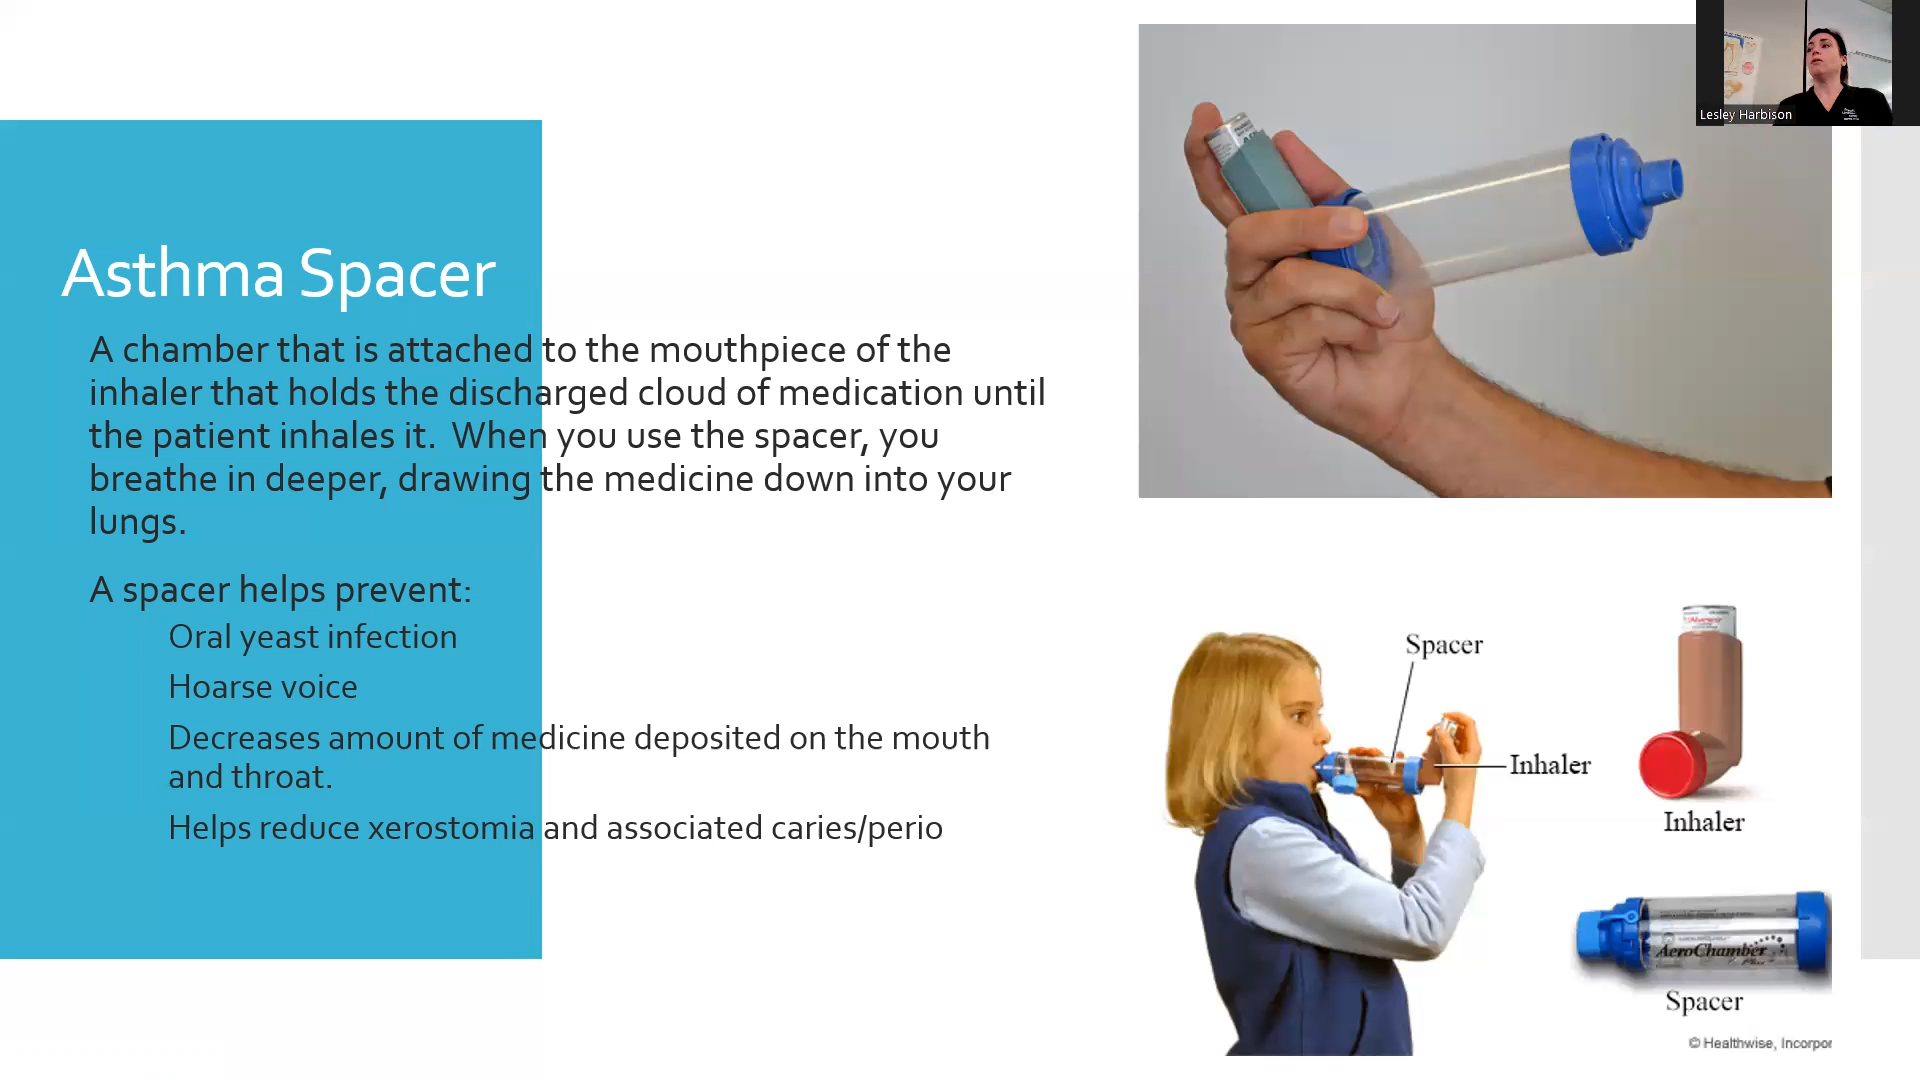 Lesley Harbison
Asthma Spacer
A chamber that is attached to the mouthpiece of the
inhaler that holds the discharged cloud of medication until
the patient inhales it. When you use the spacer, you
breathe in deeper, drawing the medicine down into your
lungs.
A spacer helps prevent:
Oral yeast infection
Hoarse voice
Decreases amount of medicine deposited on the mouth
and throat.
Helps reduce xerostomia and associated caries/perio
Spacer
Inhaler
Inhaler
AeroChamber
Plus
Spacer
© Healthwise, Incorpor